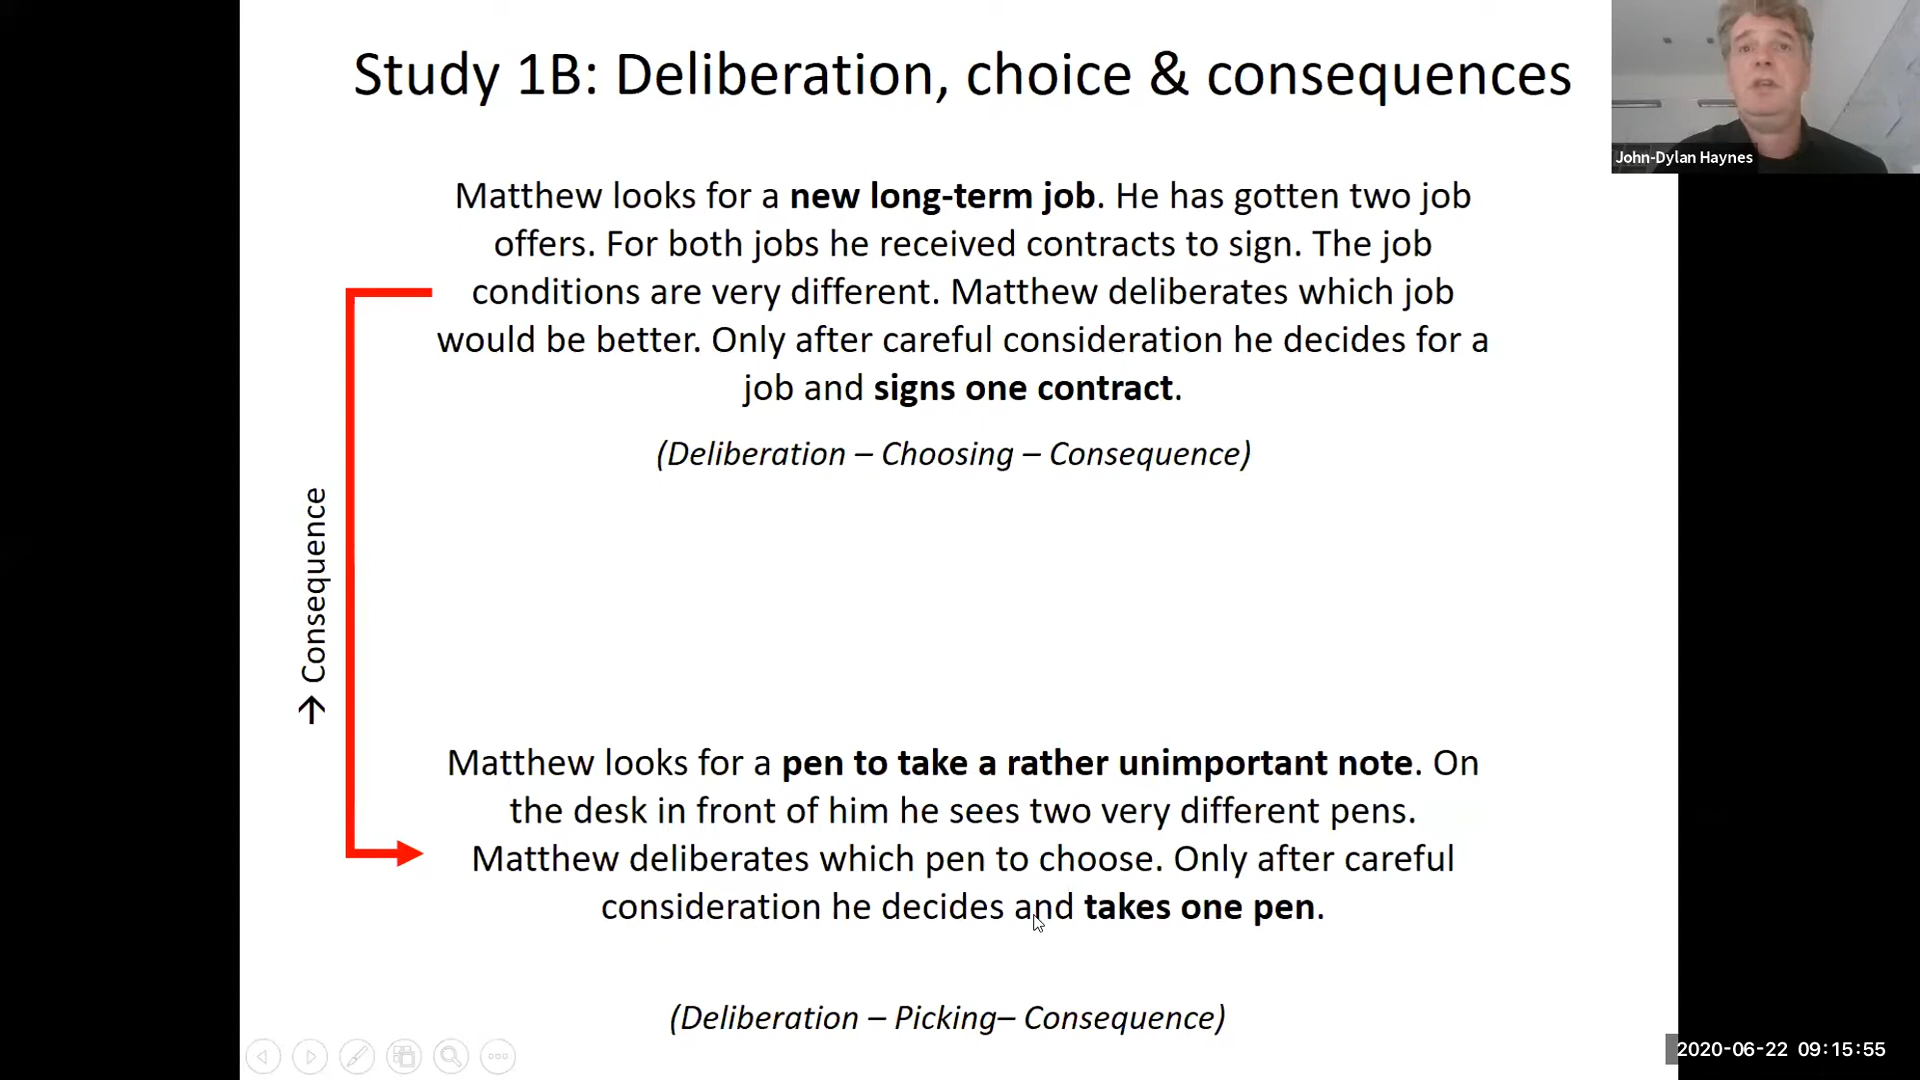 Study 1B: Deliberation, choice & consequences
John-Dylan Haynes
Matthew looks for a new long-term job. He has gotten two job
offers. For both jobs he received contracts to sign. The job
conditions are very different. Matthew deliberates which job
would be better. Only after careful consideration he decides for a
job and signs one contract.
(Deliberation – Choosing – Consequence)
→ Consequence
Matthew looks for a pen to take a rather unimportant note. On
the desk in front of him he sees two very different pens.
Matthew deliberates which pen to choose. Only after careful
consideration he decides and takes one pen.
(Deliberation – Picking– Consequence)
2020-06-22 09:15:55